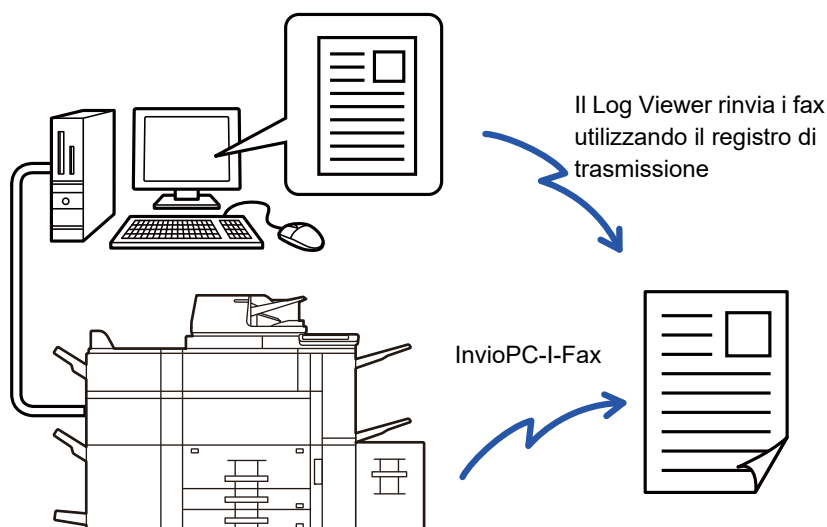 Il Log Viewer rinvia i fax
utilizzando il registro di
trasmissione
InvioPC-I-Fax